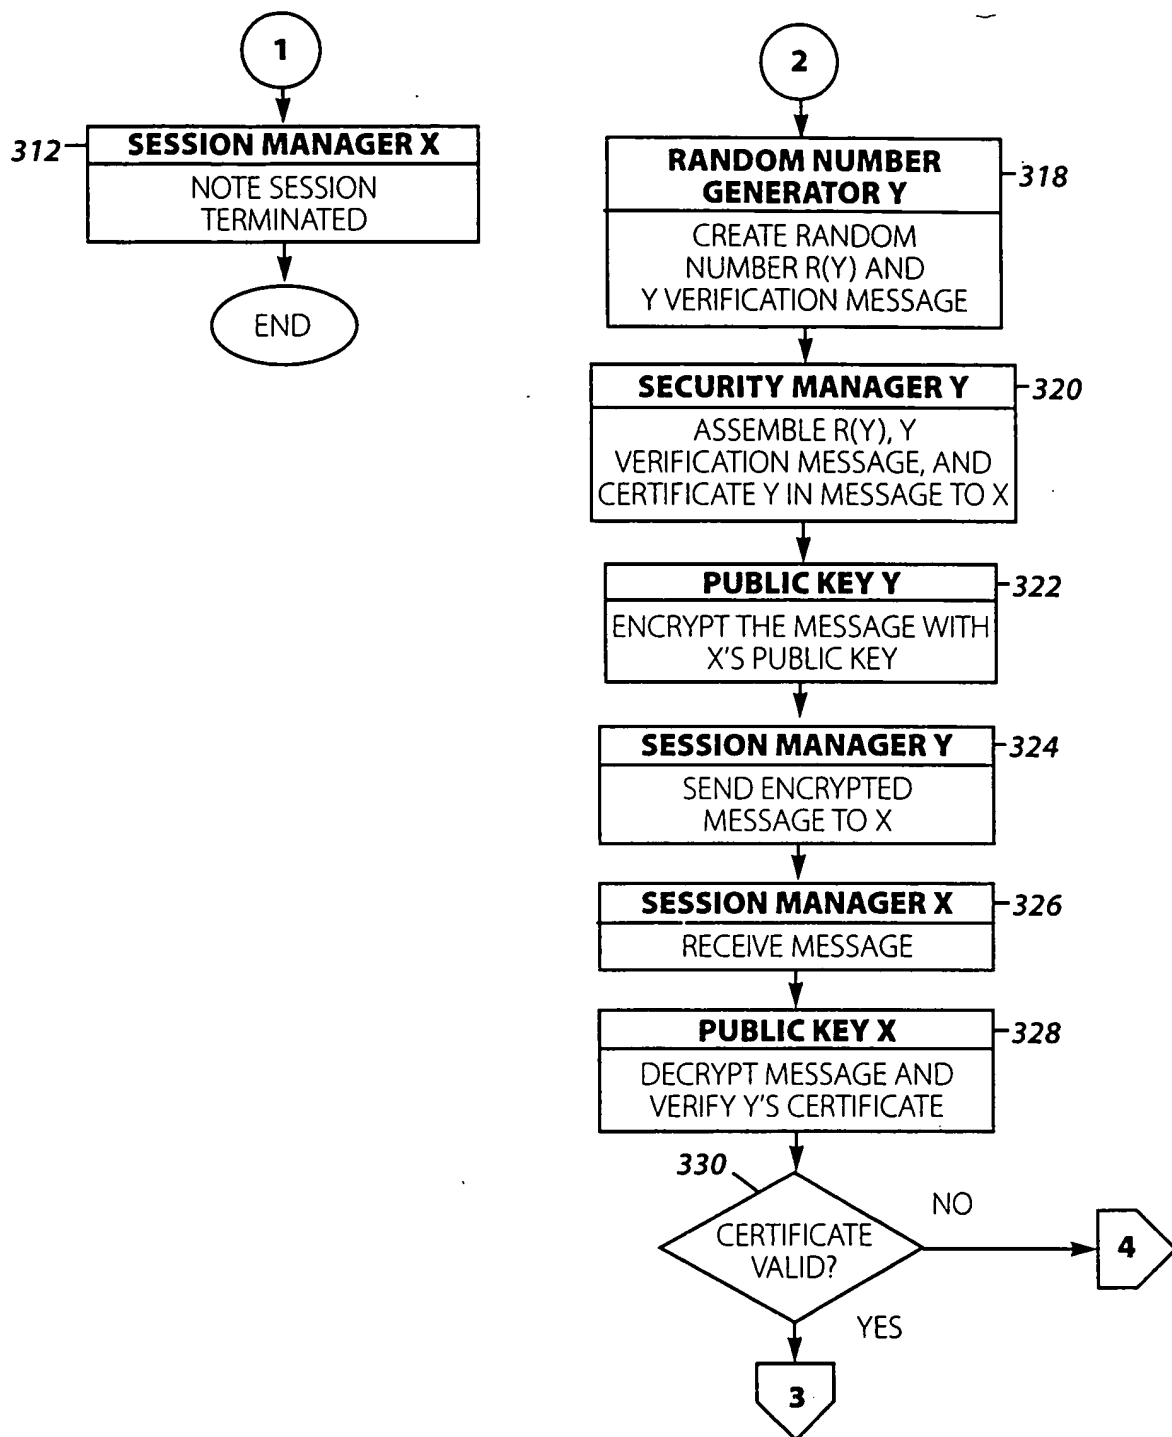 1
312
SESSION MANAGER X
NOTE SESSION
TERMINATED
END
2
RANDOM NUMBER
GENERATOR Y
318
CREATE RANDOM
NUMBER R(Y) AND
Y VERIFICATION MESSAGE
SECURITY MANAGER Y
320
ASSEMBLE R(Y), Y
VERIFICATION MESSAGE, AND
CERTIFICATE Y IN MESSAGE TO X
PUBLIC KEY Y
322
ENCRYPT THE MESSAGE WITH
X'S PUBLIC KEY
SESSION MANAGER Y
324
SEND ENCRYPTED
MESSAGE TO X
SESSION MANAGER X
326
RECEIVE MESSAGE
PUBLIC KEY X
328
DECRYPT MESSAGE AND
VERIFY Y'S CERTIFICATE
330
CERTIFICATE
VALID?
NO
4
YES
3